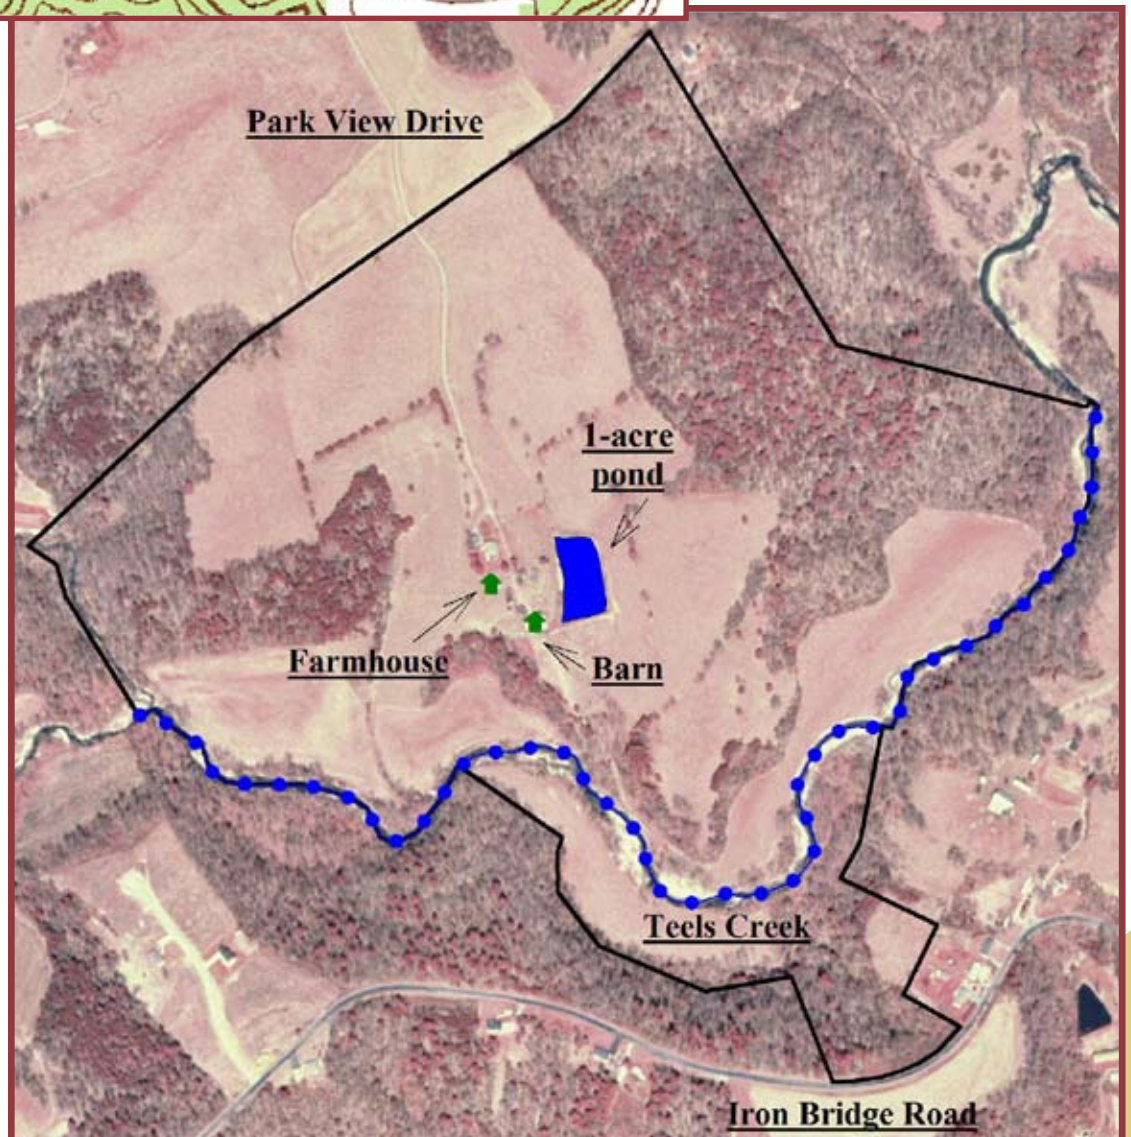 Park View Drive
1-acre
pond
Farmhouse
Barn
Teels Creek
Iron Bridge Road